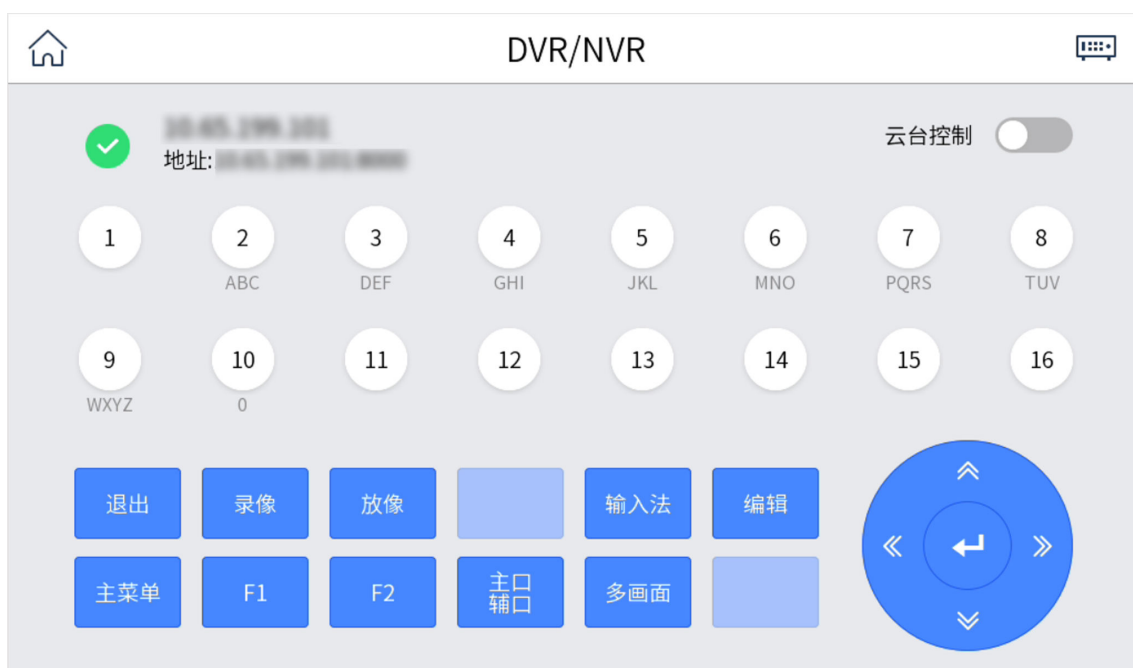 DVR/NVR
地址:
云台控制
1 2 3 4 5 6 7 8
ABC DEF GHI JKL MNO PQRS TUV
9 10 11 12 13 14 15 16
WXYZ 0
退出 录像 放像 输入法 编辑
主菜单 F1 F2 主口 多画面
辅口